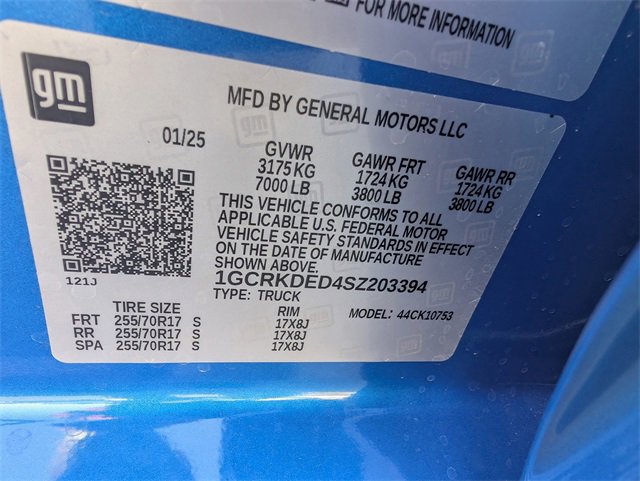 FOR MORE INFORMATION
gm
MFD BY GENERAL MOTORS LLC
01/25
GVWR GAWR FRT GAWR RR
3175 KG 1724 KG 1724 KG
7000 LB 3800 LB 3800 LB
THIS VEHICLE CONFORMS TO ALL
APPLICABLE U.S. FEDERAL MOTOR
VEHICLE SAFETY STANDARDS IN EFFECT
ON THE DATE OF MANUFACTURE
SHOWN ABOVE.
121J
1GCRKDED4SZ203394
TYPE: TRUCK
TIRE SIZE RIM MODEL: 44CK10753
FRT 255/70R17 S 17X8J
RR 255/70R17 S 17X8J
SPA 255/70R17 S 17X8J